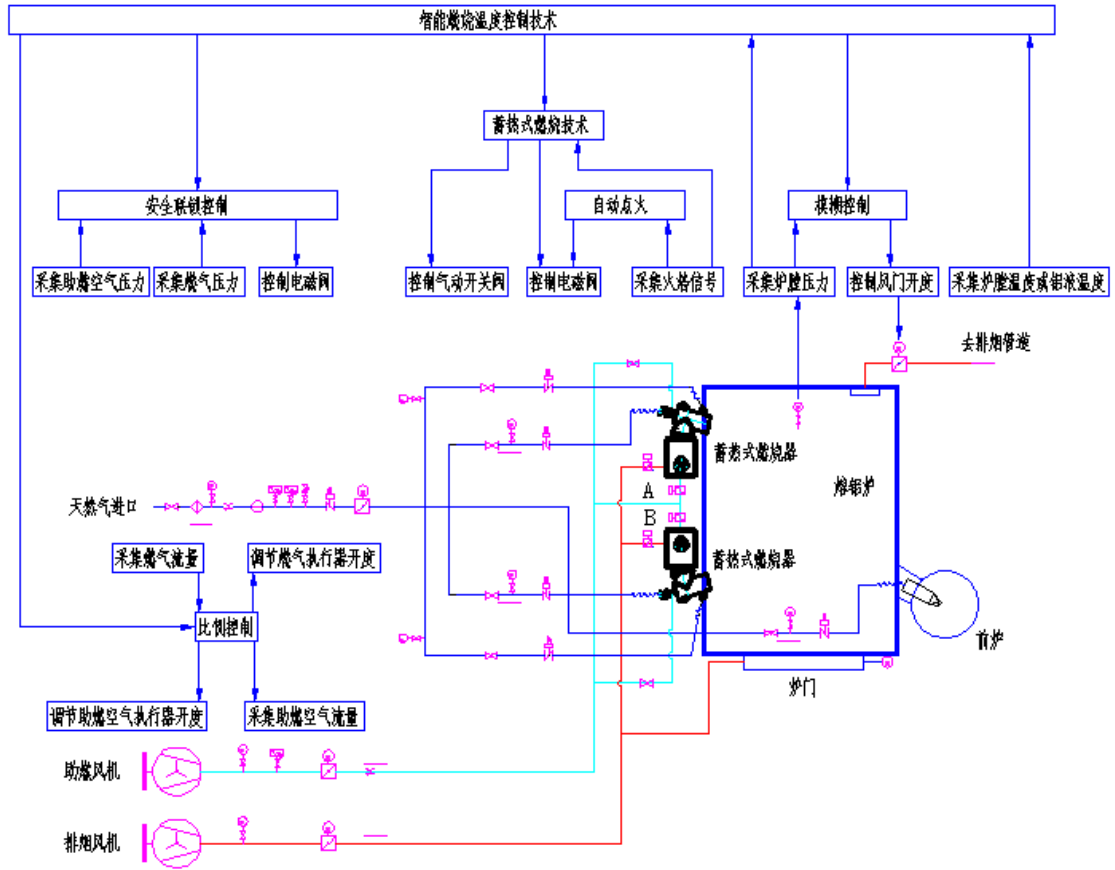 智能燃烧温度控制技术
蓄热式燃烧技术
安全联锁控制
自动点火
模糊控制
采集助燃空气压力
采集燃气压力
控制电磁阀
控制气动开关阀
控制电磁阀
采集火焰信号
采集炉膛压力
控制风门开度
采集炉膛温度或铝液温度
去排烟管道
蓄热式燃烧器
熔铝炉
A
天然气进口
B
采集燃气流量
调节燃气执行器开度
蓄热式燃烧器
比例控制
前炉
炉门
调节助燃空气执行器开度
采集助燃空气流量
助燃风机
排烟风机